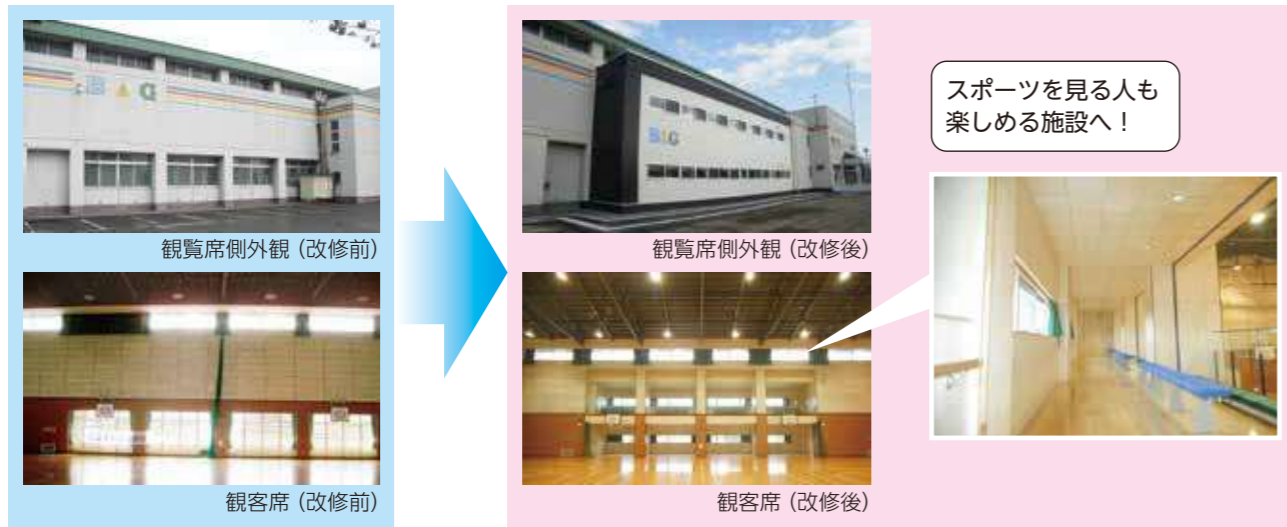 観覧席側外観（改修前）
観客席（改修前）
BIG
観覧席側外観（改修後）
観客席（改修後）
スポーツを見る人も
楽しめる施設へ！